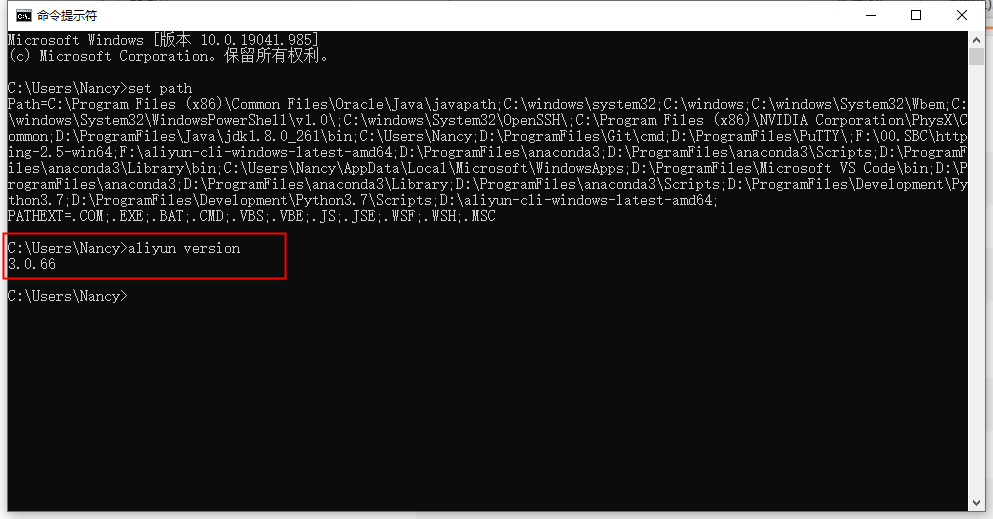 命令提示符
Microsoft Windows [版本 10.0.19041.985]
(c) Microsoft Corporation。保留所有权利。
C:\Users\Nancy>set path
Path=C:\Program Files (x86)\Common Files\Oracle\Java\javapath;C:\windows\system32;C:\windows;C:\windows\System32\Wbem;C:
\windows\System32\WindowsPowerShell\v1.0\;C:\windows\System32\OpenSSH\;C:\Program Files (x86)\NVIDIA Corporation\PhysX\C
ommon;D:\ProgramFiles\Java\jdk1.8.0_261\bin;C:\Users\Nancy;D:\ProgramFiles\Git\cmd;D:\ProgramFiles\PuTTY\;F:\00.SBC\http
ing-2.5-win64;F:\aliyun-cli-windows-latest-amd64;D:\ProgramFiles\anaconda3;D:\ProgramFiles\anaconda3\Scripts;D:\ProgramF
iles\anaconda3\Library\bin;C:\Users\Nancy\AppData\Local\Microsoft\WindowsApps;D:\ProgramFiles\Microsoft VS Code\bin;D:\P
rogramFiles\anaconda3;D:\ProgramFiles\anaconda3\Library;D:\ProgramFiles\anaconda3\Scripts;D:\ProgramFiles\Development\Py
thon3.7;D:\ProgramFiles\Development\Python3.7\Scripts;D:\aliyun-cli-windows-latest-amd64;
PATHEXT=.COM;.EXE;.BAT;.CMD;.VBS;.VBE;.JS;.JSE;.WSF;.WSH;.MSC
C:\Users\Nancy>aliyun version
3.0.66
C:\Users\Nancy>